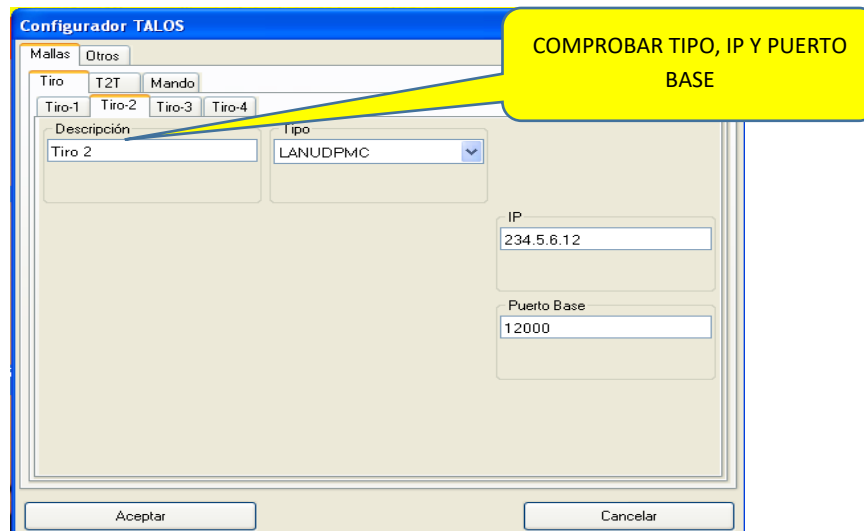 Configurador TALOS
COMPROBAR TIPO, IP Y PUERTO
BASE
Mallas Otros
Tiro T2T Mando
Tiro-1 Tiro-2 Tiro-3 Tiro-4
Descripción Tipo
Tiro 2 LANUDPMC
IP
234.5.6.12
Puerto Base
12000
Aceptar Cancelar